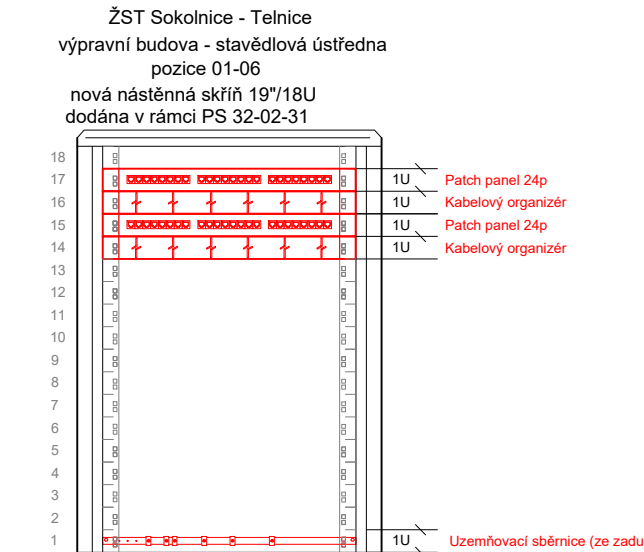 ŽST Sokolnice - Telnice
výpravní budova - stavědlová ústředna
pozice 01-06
nová nástěnná skříň 19"/18U
dodána v rámci PS 32-02-31
18
17 1U Patch panel 24p
16 1U Kabelový organizér
15 1U Patch panel 24p
14 1U Kabelový organizér
13
12
11
10
9
8
7
6
5
4
3
2
1 1U Uzemňovací sběrnice (ze zadu